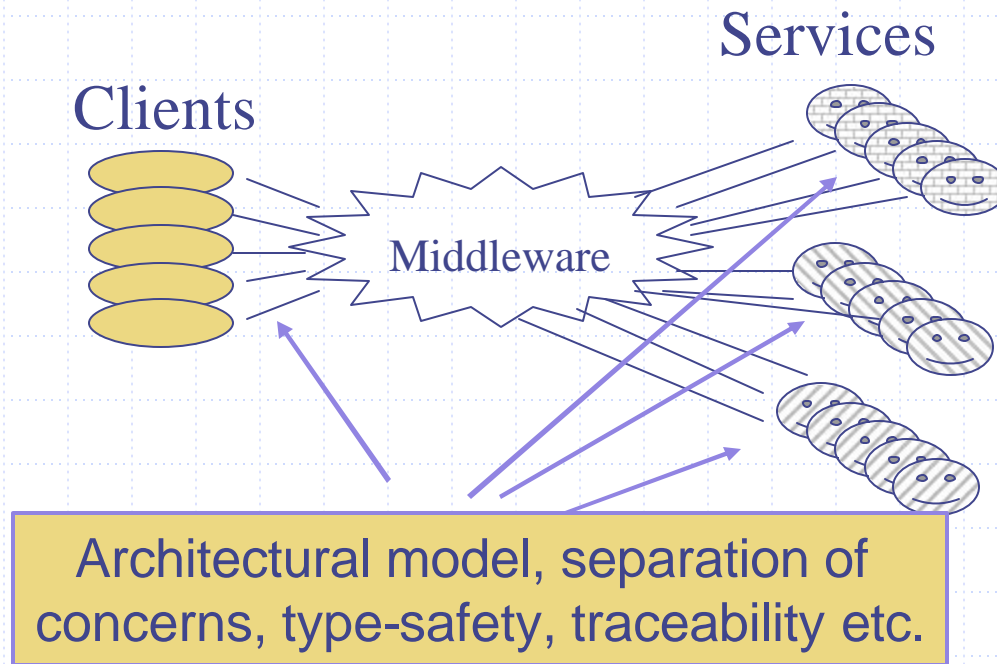 Services
Clients
Middleware
Architectural model, separation of
concerns, type-safety, traceability etc.